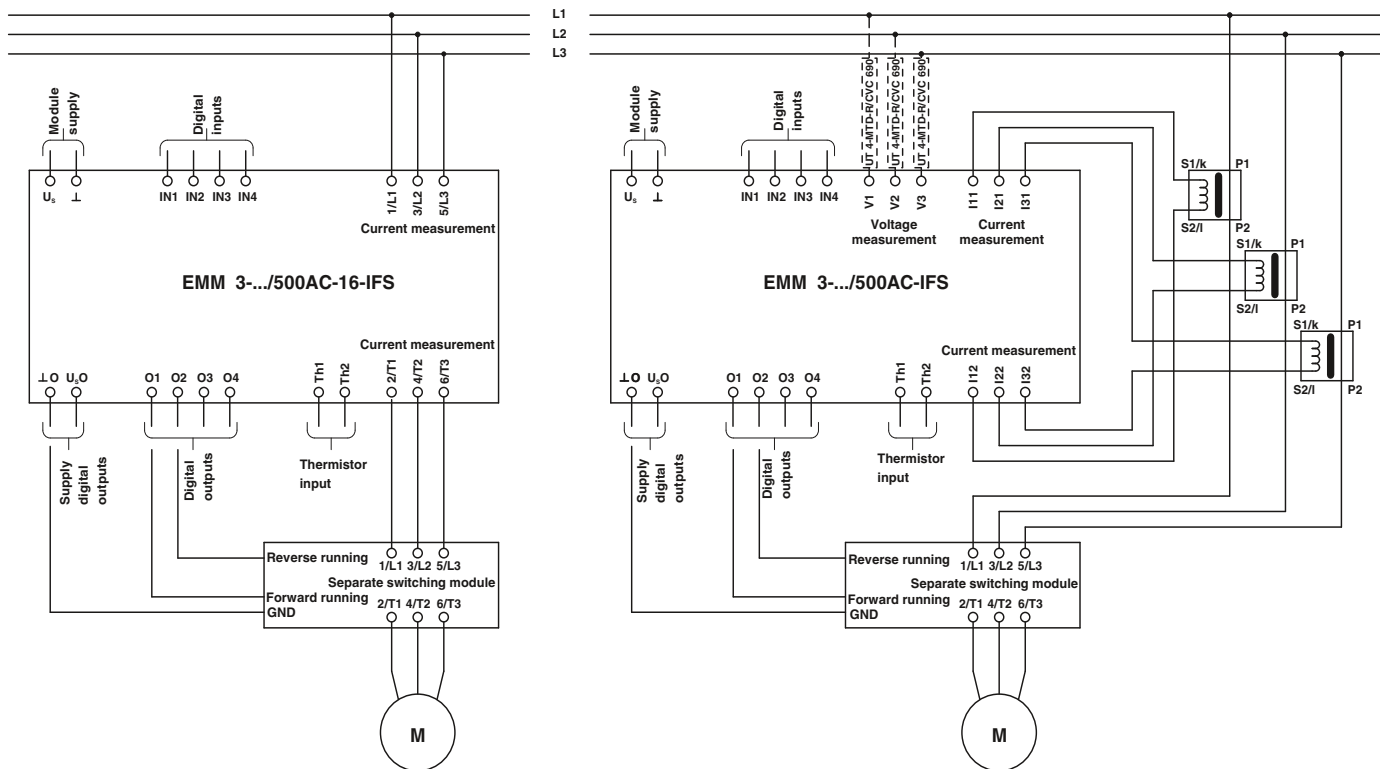 L1
L2
L3
Module
supply
Digital
inputs
Us
⊥
IN1
IN2
IN3
IN4
1/L1
3/L2
5/L3
Current measurement
EMM 3-.../500AC-16-IFS
Current measurement
⊥O
UsO
O1
O2
O3
O4
Th1
Th2
2/T1
4/T2
6/T3
Supply
digital
outputs
Digital
outputs
Thermistor
input
Reverse running
1/L1
3/L2
5/L3
Separate switching module
Forward running
GND
2/T1
4/T2
6/T3
M
Module
supply
Digital
inputs
UT 4-MTD-R/CVC 690
UT 4-MTD-R/CVC 690
UT 4-MTD-R/CVC 690
Us
⊥
IN1
IN2
IN3
IN4
V1
V2
V3
Voltage
measurement
I11
I21
I31
Current
measurement
EMM 3-.../500AC-IFS
Current measurement
⊥O
UsO
O1
O2
O3
O4
Th1
Th2
I12
I22
I32
Supply
digital
outputs
Digital
outputs
Thermistor
input
S1/k
P1
S2/l
P2
S1/k
P1
S2/l
P2
S1/k
P1
S2/l
P2
Reverse running
1/L1
3/L2
5/L3
Separate switching module
Forward running
GND
2/T1
4/T2
6/T3
M